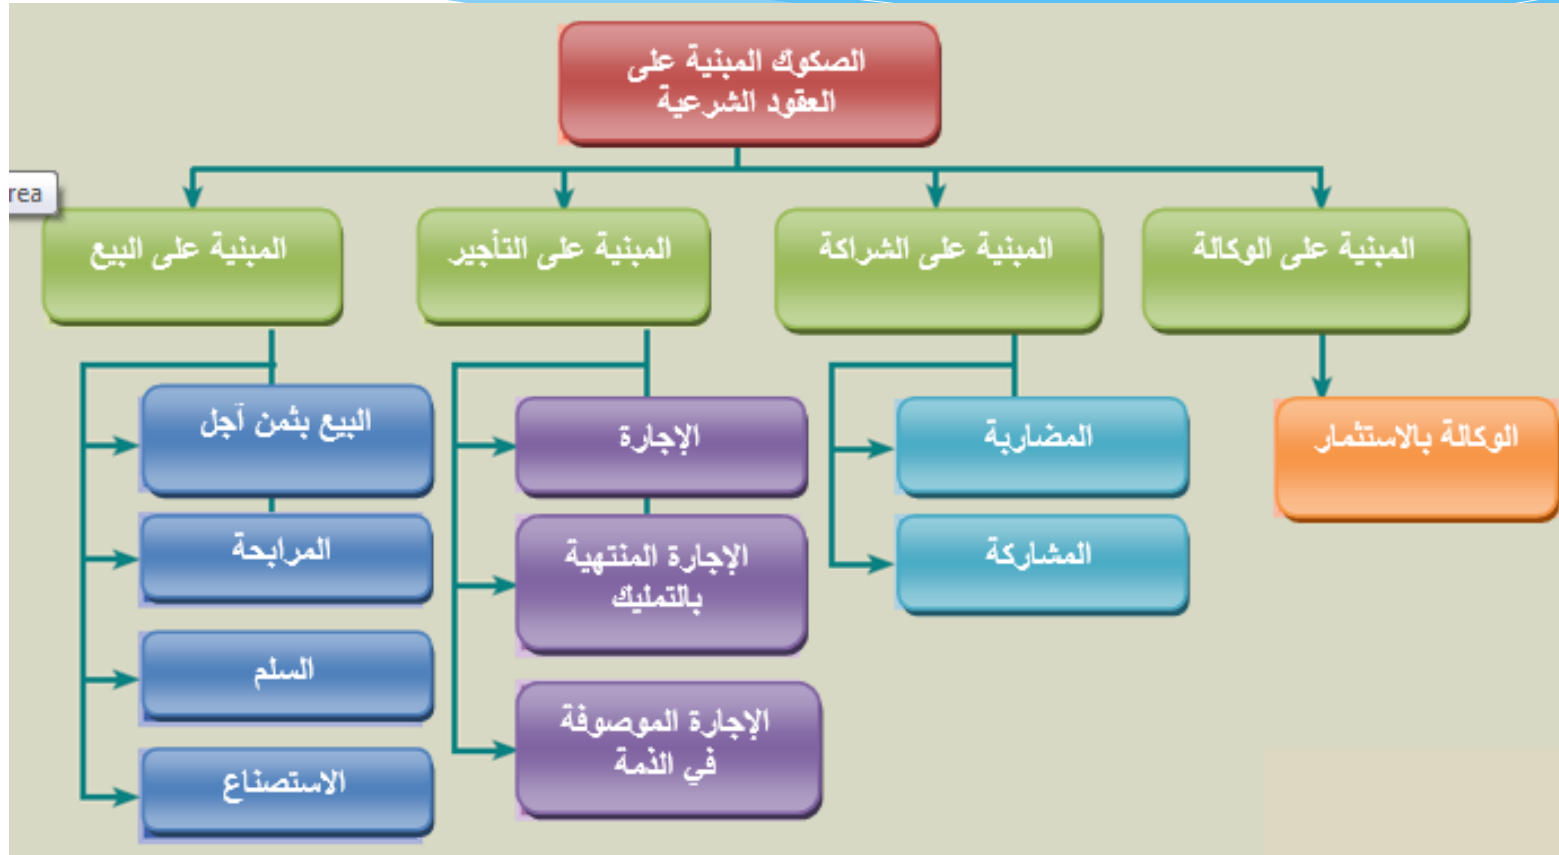 الصكوك المبنية على
العقود الشرعية
rea
المبنية على الوكالة
المبنية على الشراكة
المبنية على التأجير
المبنية على البيع
الوكالة بالاستثمار
المضاربة
المشاركة
الإجارة
الإجارة المنتهية
بالتمليك
الإجارة الموصوفة
في الذمة
البيع بثمن آجل
المرابحة
السلم
الاستصناع